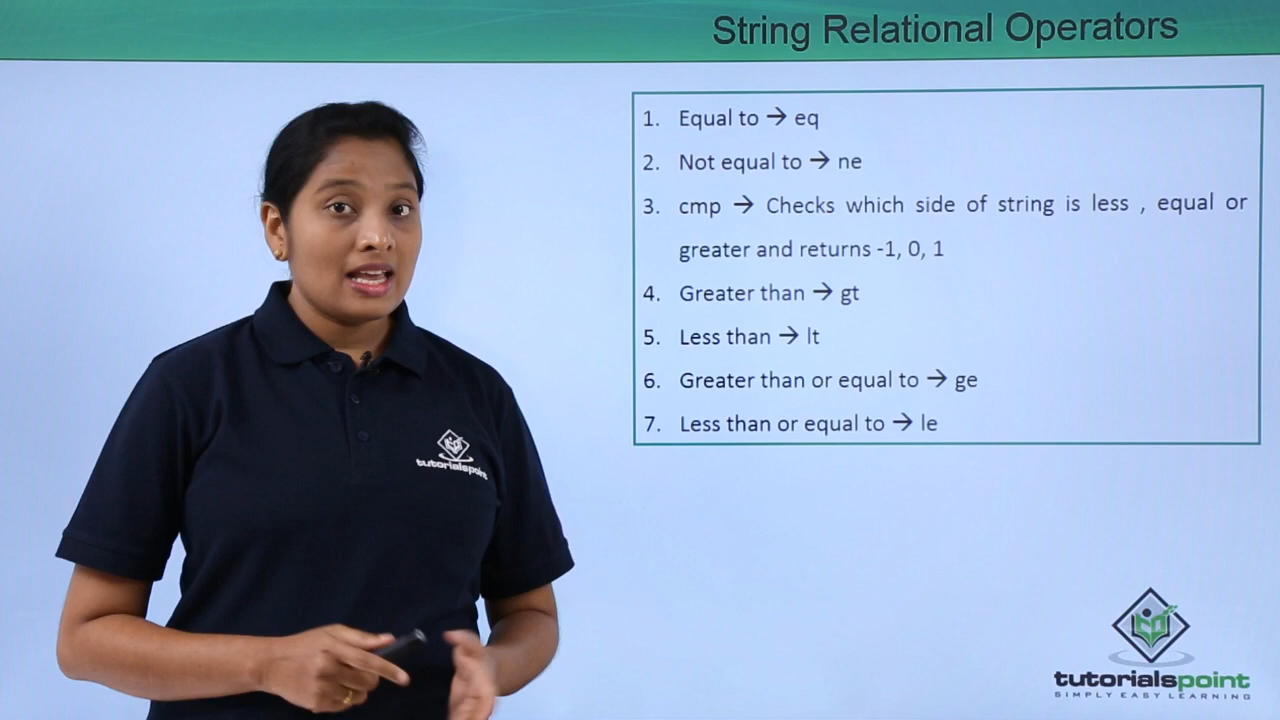 String Relational Operators
1. Equal to → eq
2. Not equal to → ne
3. cmp → Checks which side of string is less , equal or
greater and returns -1, 0, 1
4. Greater than → gt
5. Less than → lt
6. Greater than or equal to → ge
7. Less than or equal to → le
tutorialspoint
tutorialspoint
SIMPLY EASY LEARNING